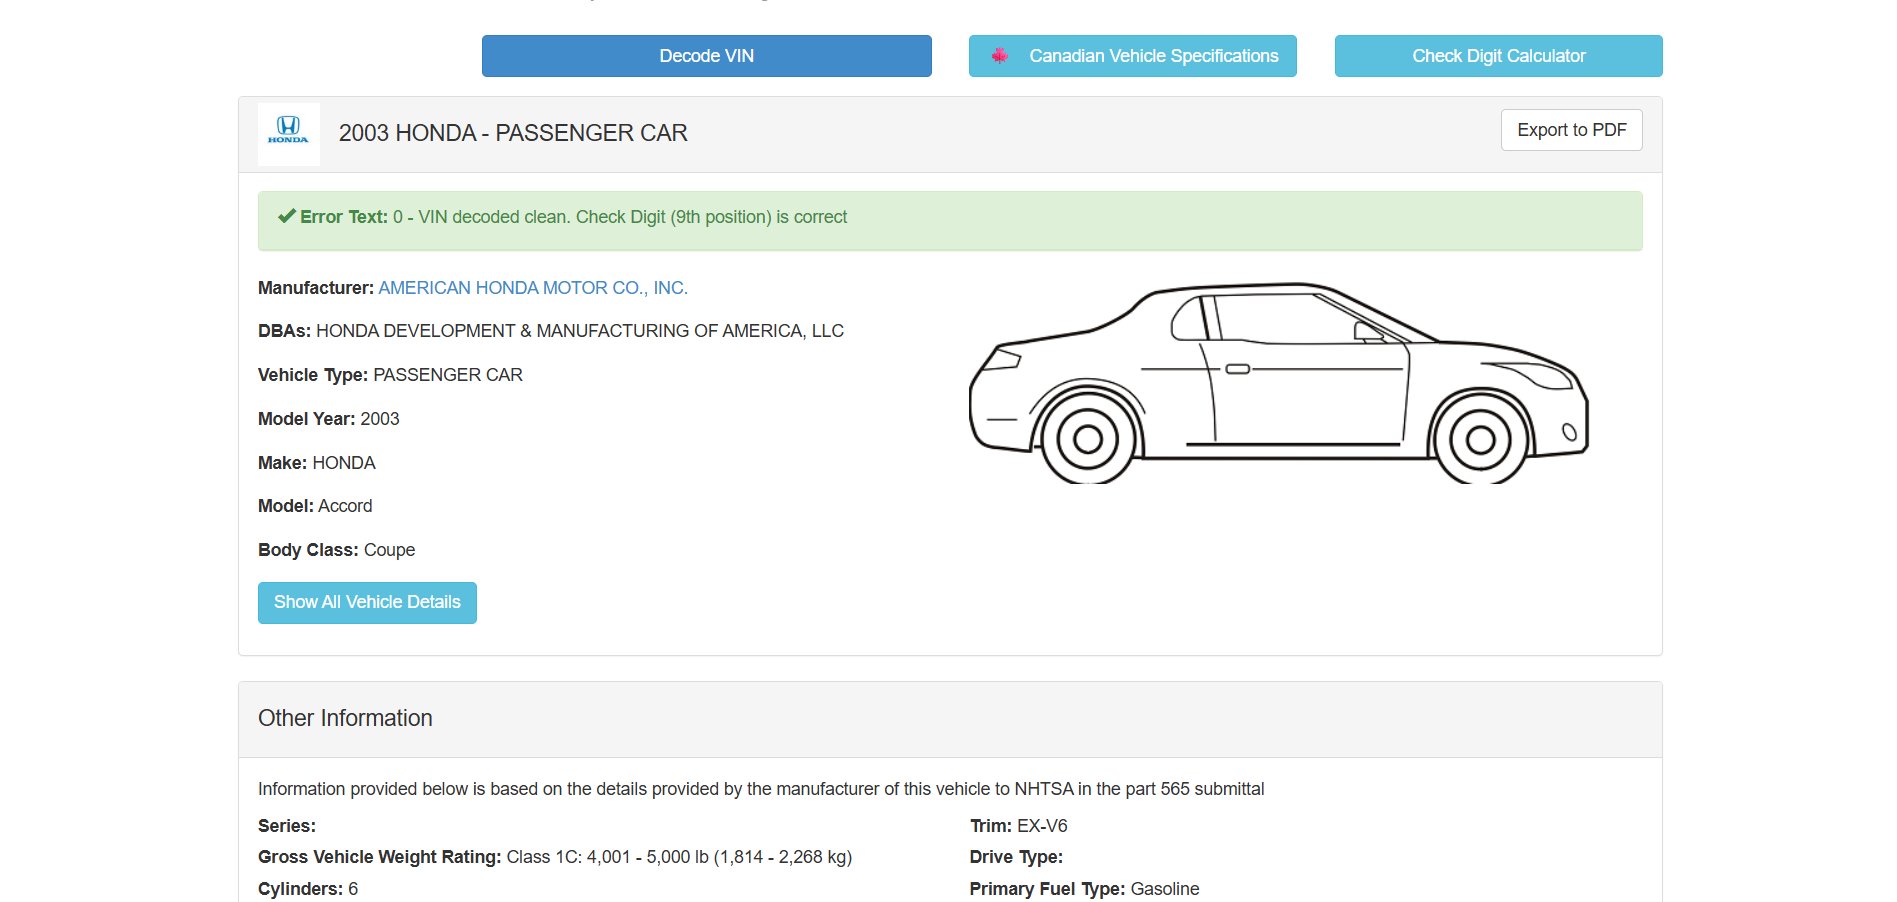 Decode VIN
Canadian Vehicle Specifications
Check Digit Calculator
HONDA
2003 HONDA - PASSENGER CAR
Export to PDF
Error Text: 0 - VIN decoded clean. Check Digit (9th position) is correct
Manufacturer: AMERICAN HONDA MOTOR CO., INC.
DBAs: HONDA DEVELOPMENT & MANUFACTURING OF AMERICA, LLC
Vehicle Type: PASSENGER CAR
Model Year: 2003
Make: HONDA
Model: Accord
Body Class: Coupe
Show All Vehicle Details
Other Information
Information provided below is based on the details provided by the manufacturer of this vehicle to NHTSA in the part 565 submittal
Series:
Trim: EX-V6
Gross Vehicle Weight Rating: Class 1C: 4,001 - 5,000 lb (1,814 - 2,268 kg)
Drive Type:
Cylinders: 6
Primary Fuel Type: Gasoline